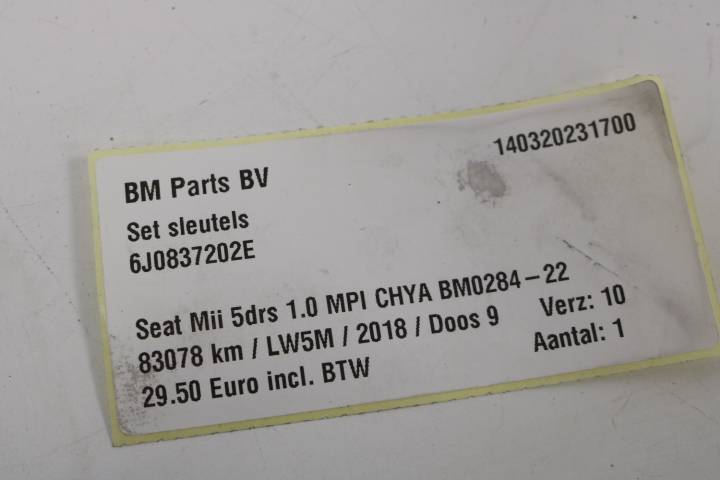 140320231700
BM Parts BV
Set sleutels
6J0837202E
Seat Mii 5drs 1.0 MPI CHYA BM0284-22
83078 km / LW5M / 2018 / Doos 9 Verz: 10
29.50 Euro incl. BTW Aantal: 1